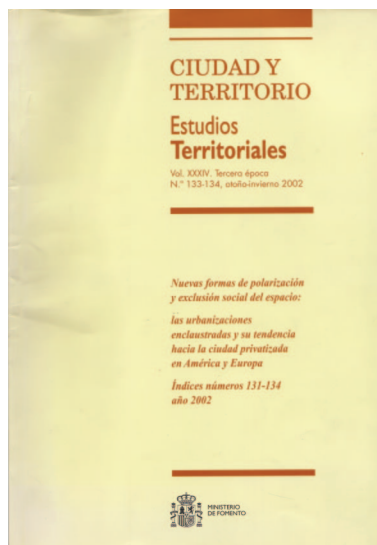 CIUDAD Y
TERRITORIO
Estudios
Territoriales
Vol. XXXIV. Tercera época
N.º 133-134, otoño-invierno 2002
Nuevas formas de polarización
y exclusión social del espacio:
las urbanizaciones
enclaustradas y su tendencia
hacia la ciudad privatizada
en América y Europa
Índices números 131-134
año 2002
MINISTERIO
DE FOMENTO